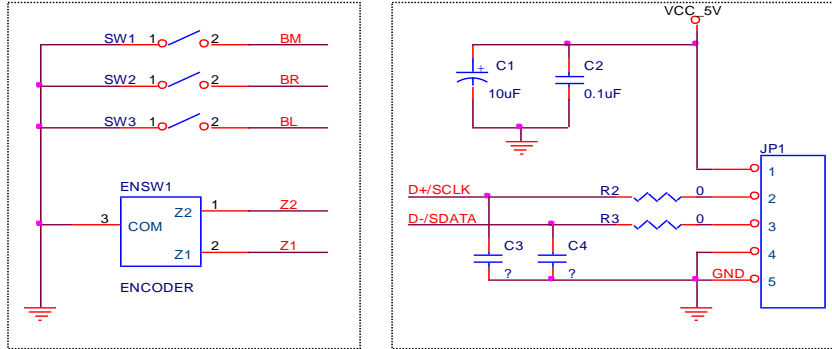 SW1 1 2 BM
SW2 1 2 BR
SW3 1 2 BL
ENSW1
3 COM Z2 1 Z2
Z1 2 Z1
ENCODER
VCC_5V
C1
+
10uF
C2
0.1uF
JP1
1
D+/SCLK R2 0 2
D-/SDATA R3 0 3
C3
?
C4
?
4
GND 5